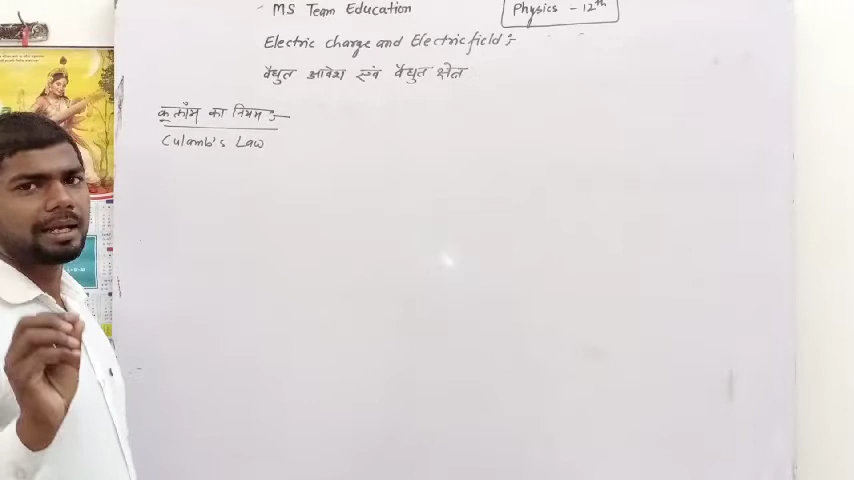 MS Team Education
Physics - 12th
Electric charge and Electric field :-
वैधुत आवेश एवं वैधुत क्षेत्र
कूलॉम का नियम :-
Culamb's Law